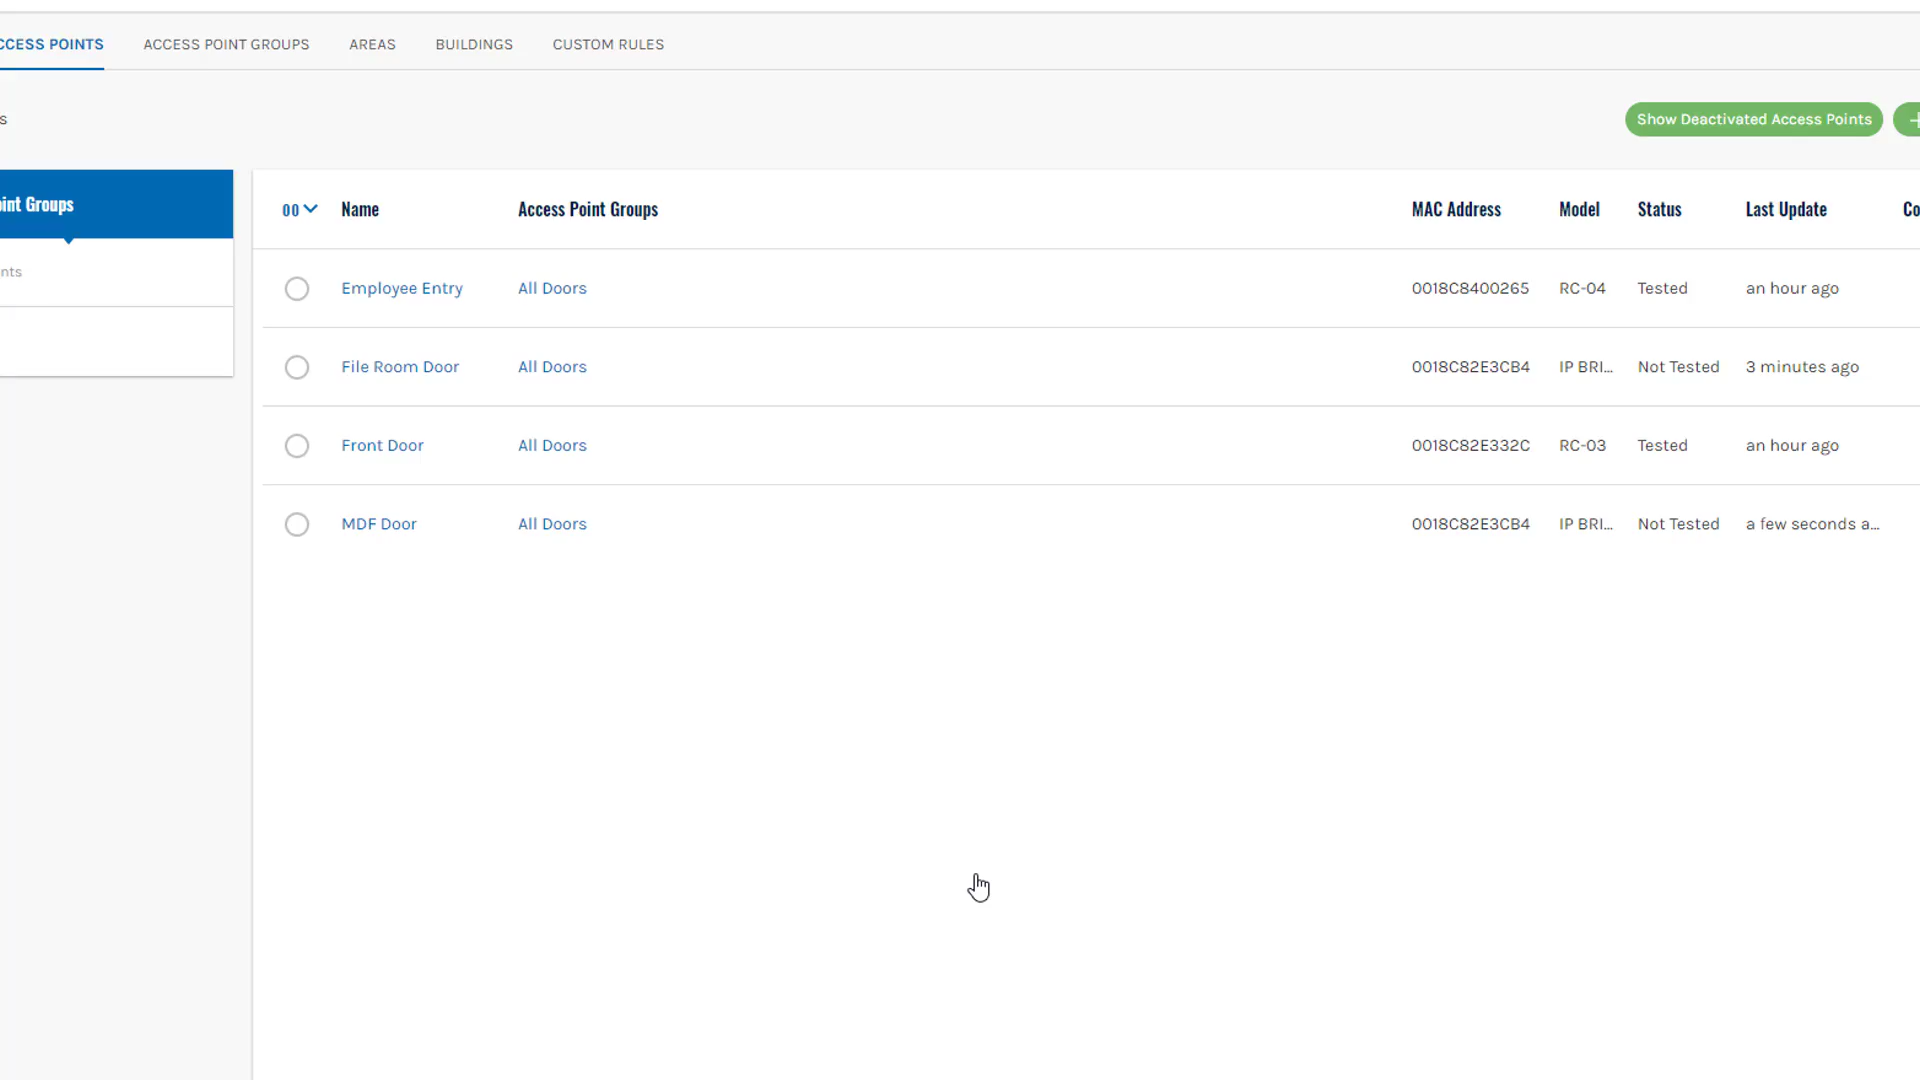 CCESS POINTS ACCESS POINT GROUPS AREAS BUILDINGS CUSTOM RULES
s Show Deactivated Access Points +
oint Groups
nts
00 Name Access Point Groups MAC Address Model Status Last Update Co
Employee Entry All Doors 0018C8400265 RC-04 Tested an hour ago
File Room Door All Doors 0018C82E3CB4 IP BRI... Not Tested 3 minutes ago
Front Door All Doors 0018C82E332C RC-03 Tested an hour ago
MDF Door All Doors 0018C82E3CB4 IP BRI... Not Tested a few seconds a...